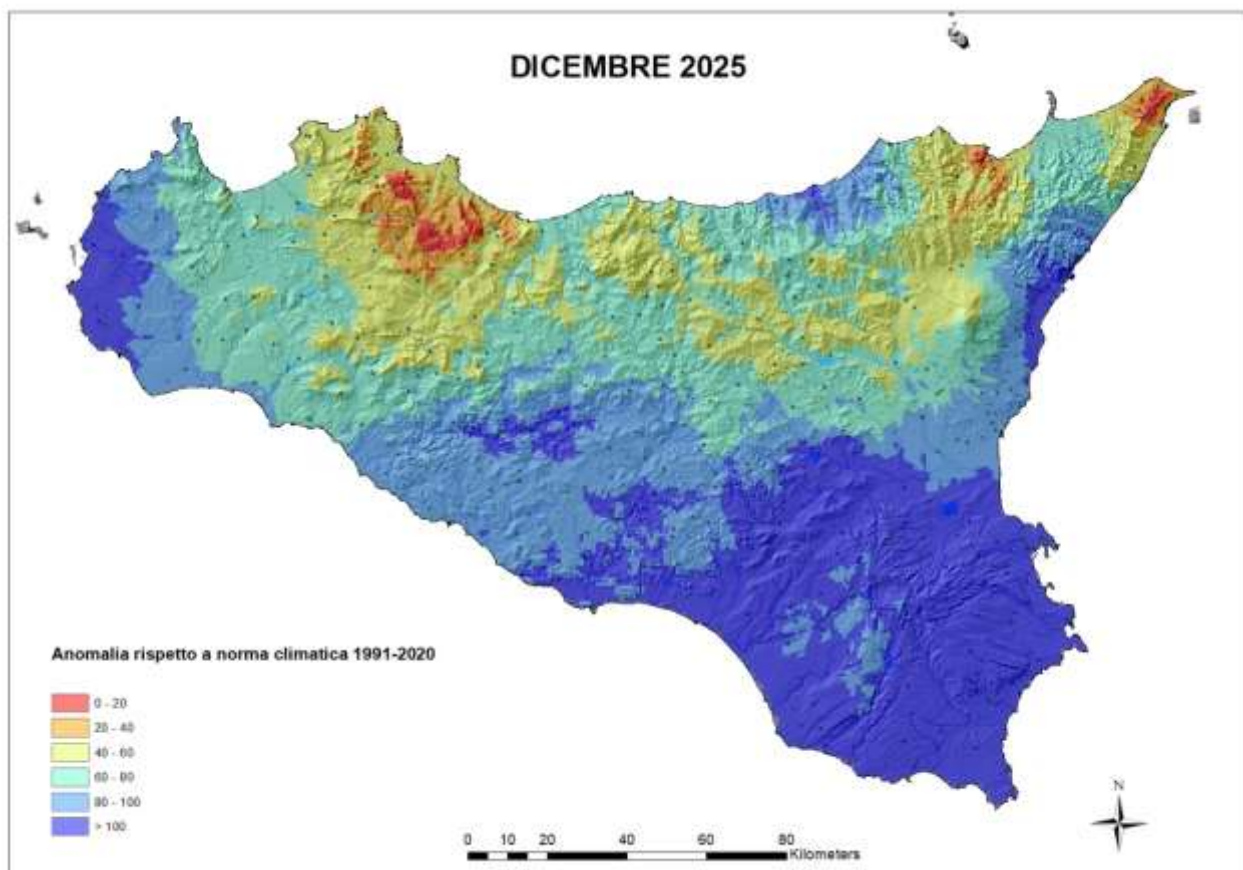 DICEMBRE 2025
Anomalia rispetto a norma climatica 1991-2020
0 - 20
20 - 40
40 - 60
60 - 80
80 - 100
> 100
N
0 10 20 40 60 80
Kilometers